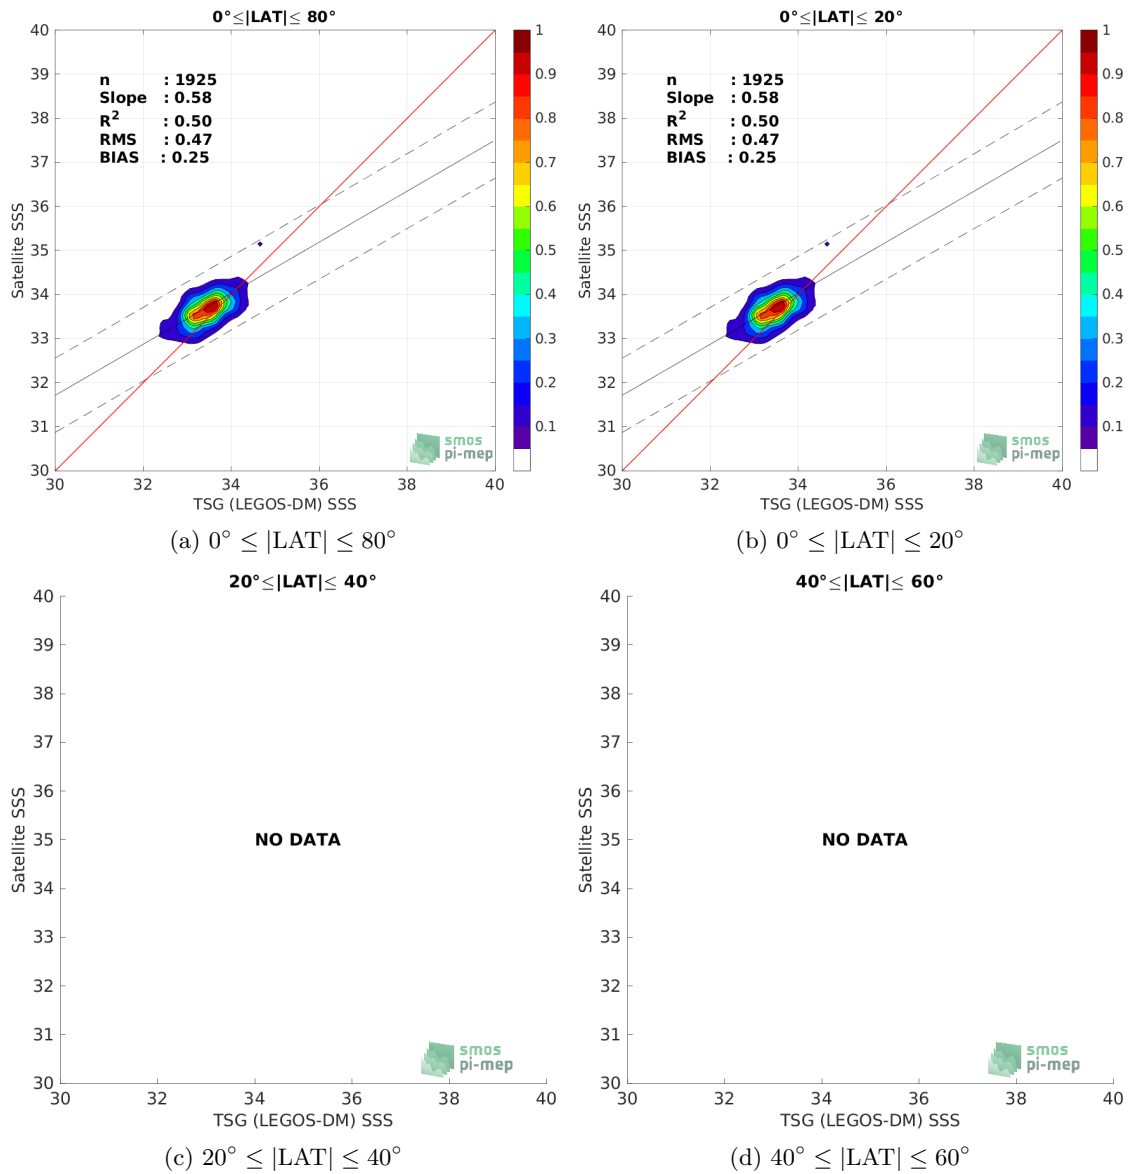 0°≤|LAT|≤ 80°
40
39
38
37
36
35
34
33
32
31
30
Satellite SSS
n : 1925
Slope : 0.58
R² : 0.50
RMS : 0.47
BIAS : 0.25
1
0.9
0.8
0.7
0.6
0.5
0.4
0.3
0.2
0.1
smos
pi-mep
30 32 34 36 38 40
TSG (LEGOS-DM) SSS
(a) 0° ≤ |LAT| ≤ 80°
0°≤|LAT|≤ 20°
40
39
38
37
36
35
34
33
32
31
30
Satellite SSS
n : 1925
Slope : 0.58
R² : 0.50
RMS : 0.47
BIAS : 0.25
1
0.9
0.8
0.7
0.6
0.5
0.4
0.3
0.2
0.1
smos
pi-mep
30 32 34 36 38 40
TSG (LEGOS-DM) SSS
(b) 0° ≤ |LAT| ≤ 20°
20°≤|LAT|≤ 40°
40
39
38
37
36
35
34
33
32
31
30
Satellite SSS
NO DATA
smos
pi-mep
30 32 34 36 38 40
TSG (LEGOS-DM) SSS
(c) 20° ≤ |LAT| ≤ 40°
40°≤|LAT|≤ 60°
40
39
38
37
36
35
34
33
32
31
30
Satellite SSS
NO DATA
smos
pi-mep
30 32 34 36 38 40
TSG (LEGOS-DM) SSS
(d) 40° ≤ |LAT| ≤ 60°